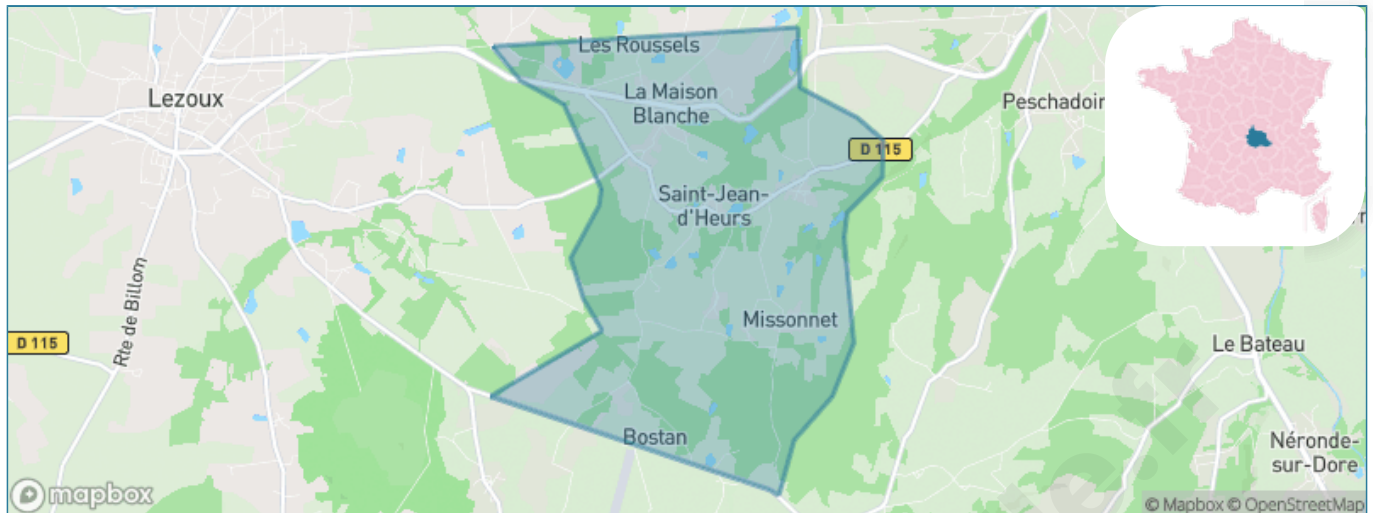 Les Roussels
Lezoux
La Maison
Blanche
Peschadoir
D 115
Saint-Jean-
d'Heurs
Rte de Billom
Missonnet
D 115
Le Bateau
Bostan
Néronde-
sur-Dore
mapbox
© Mapbox © OpenStreetMap